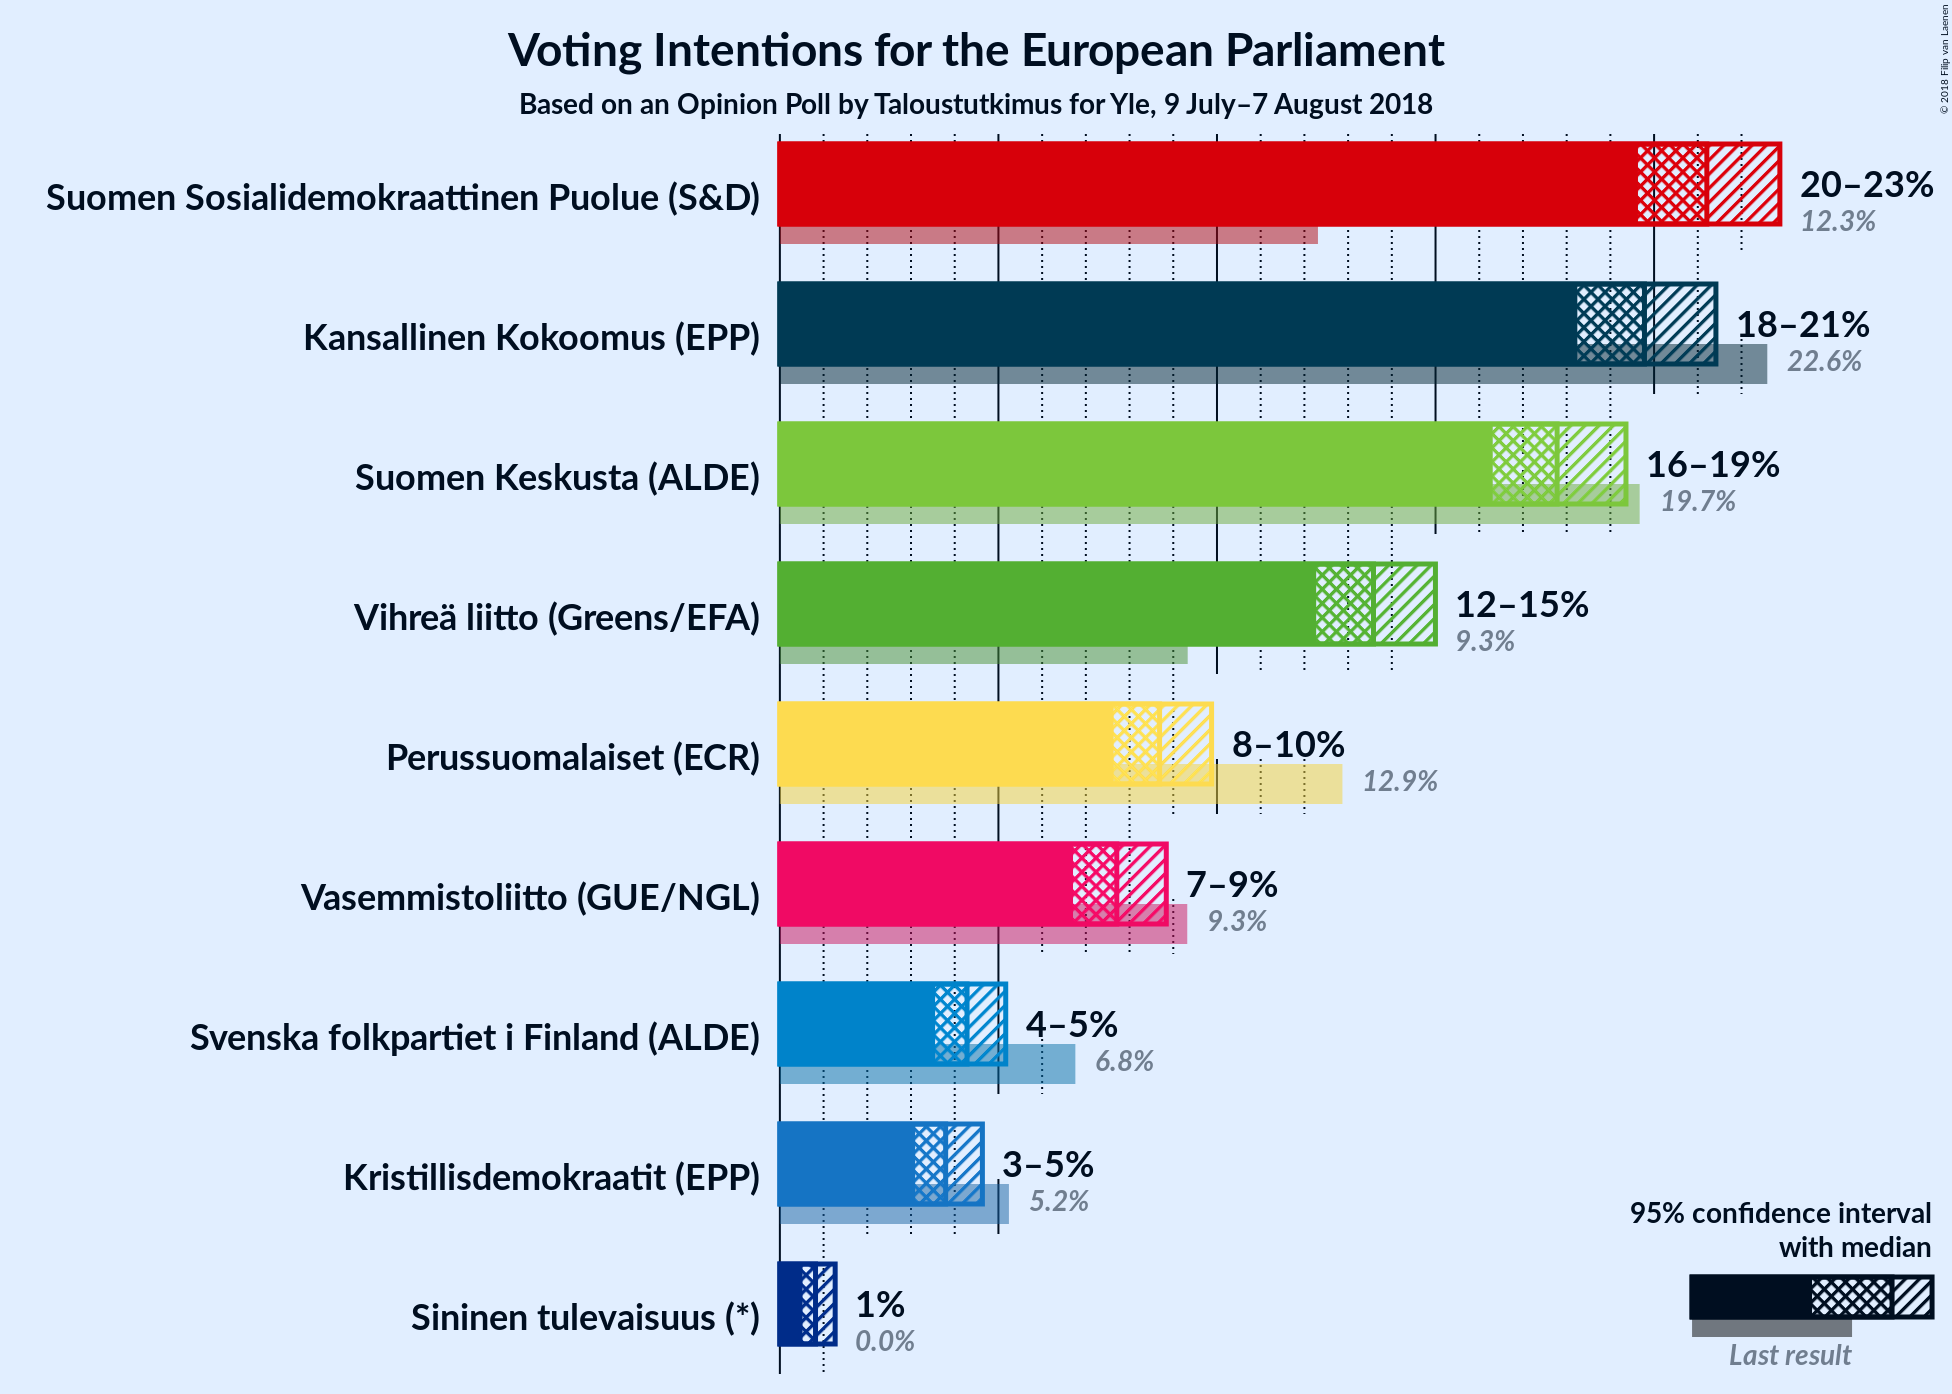 Voting Intentions for the European Parliament
Based on an Opinion Poll by Taloustutkimus for Yle, 9 July–7 August 2018
© 2018 Filip van Laenen
Suomen Sosialidemokraattinen Puolue (S&D)
20–23%
12.3%
Kansallinen Kokoomus (EPP)
18–21%
22.6%
Suomen Keskusta (ALDE)
16–19%
19.7%
Vihreä liitto (Greens/EFA)
12–15%
9.3%
Perussuomalaiset (ECR)
8–10%
12.9%
Vasemmistoliitto (GUE/NGL)
7–9%
9.3%
Svenska folkpartiet i Finland (ALDE)
4–5%
6.8%
Kristillisdemokraatit (EPP)
3–5%
5.2%
Sininen tulevaisuus (*)
1%
0.0%
95% confidence interval
with median
Last result